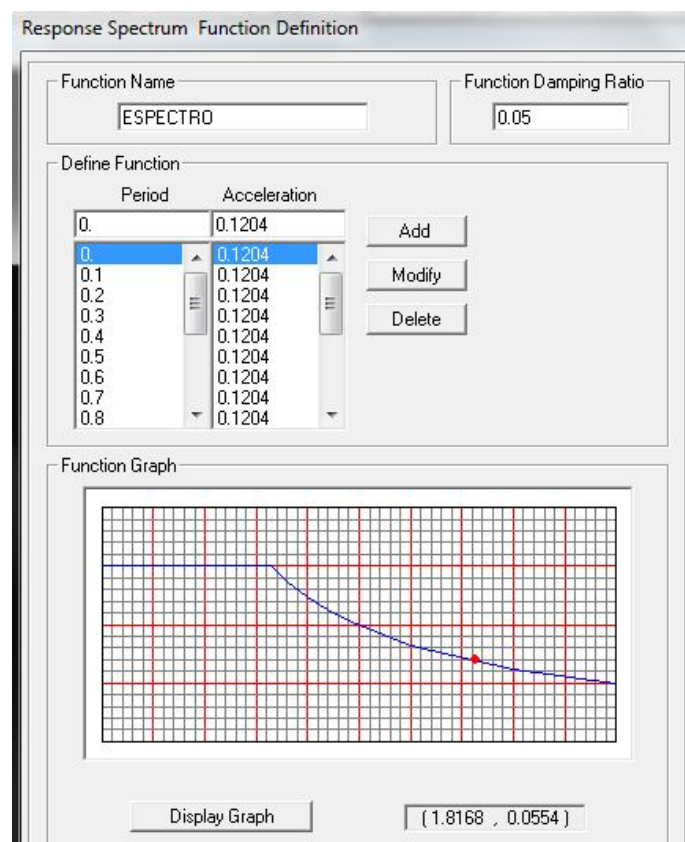 Response Spectrum Function Definition
Function Name
Function Damping Ratio
ESPECTRO
0.05
Define Function
Period Acceleration
0. 0.1204
Add
0. 0.1204
0.1 0.1204
Modify
0.2 0.1204
0.3 0.1204
Delete
0.4 0.1204
0.5 0.1204
0.6 0.1204
0.7 0.1204
0.8 0.1204
Function Graph
Display Graph
(1.8168 , 0.0554)